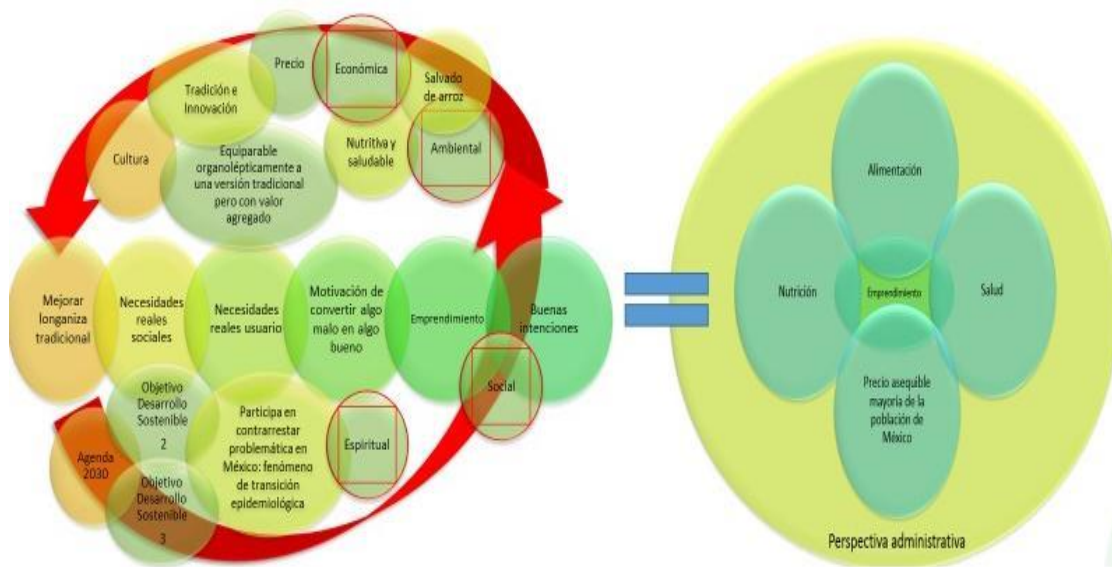 Precio
Económica
Salvado
de arroz
Tradición e
Innovación
Cultura
Equiparable
organolépticamente a
una versión tradicional
pero con valor
agregado
Nutritiva y
saludable
Ambiental
Mejorar
longaniza
tradicional
Necesidades
reales
sociales
Necesidades
reales usuario
Motivación de
convertir algo
malo en algo
bueno
Emprendimiento
Buenas
intenciones
Social
Objetivo
Desarrollo
Sostenible
2
Agenda
2030
Objetivo
Desarrollo
Sostenible
3
Participa en
contrarrestar
problemática en
México: fenómeno
de transición
epidemiológica
Espiritual
Alimentación
Nutrición
Emprendimiento
Salud
Precio asequible
mayoría de la
población de
México
Perspectiva administrativa